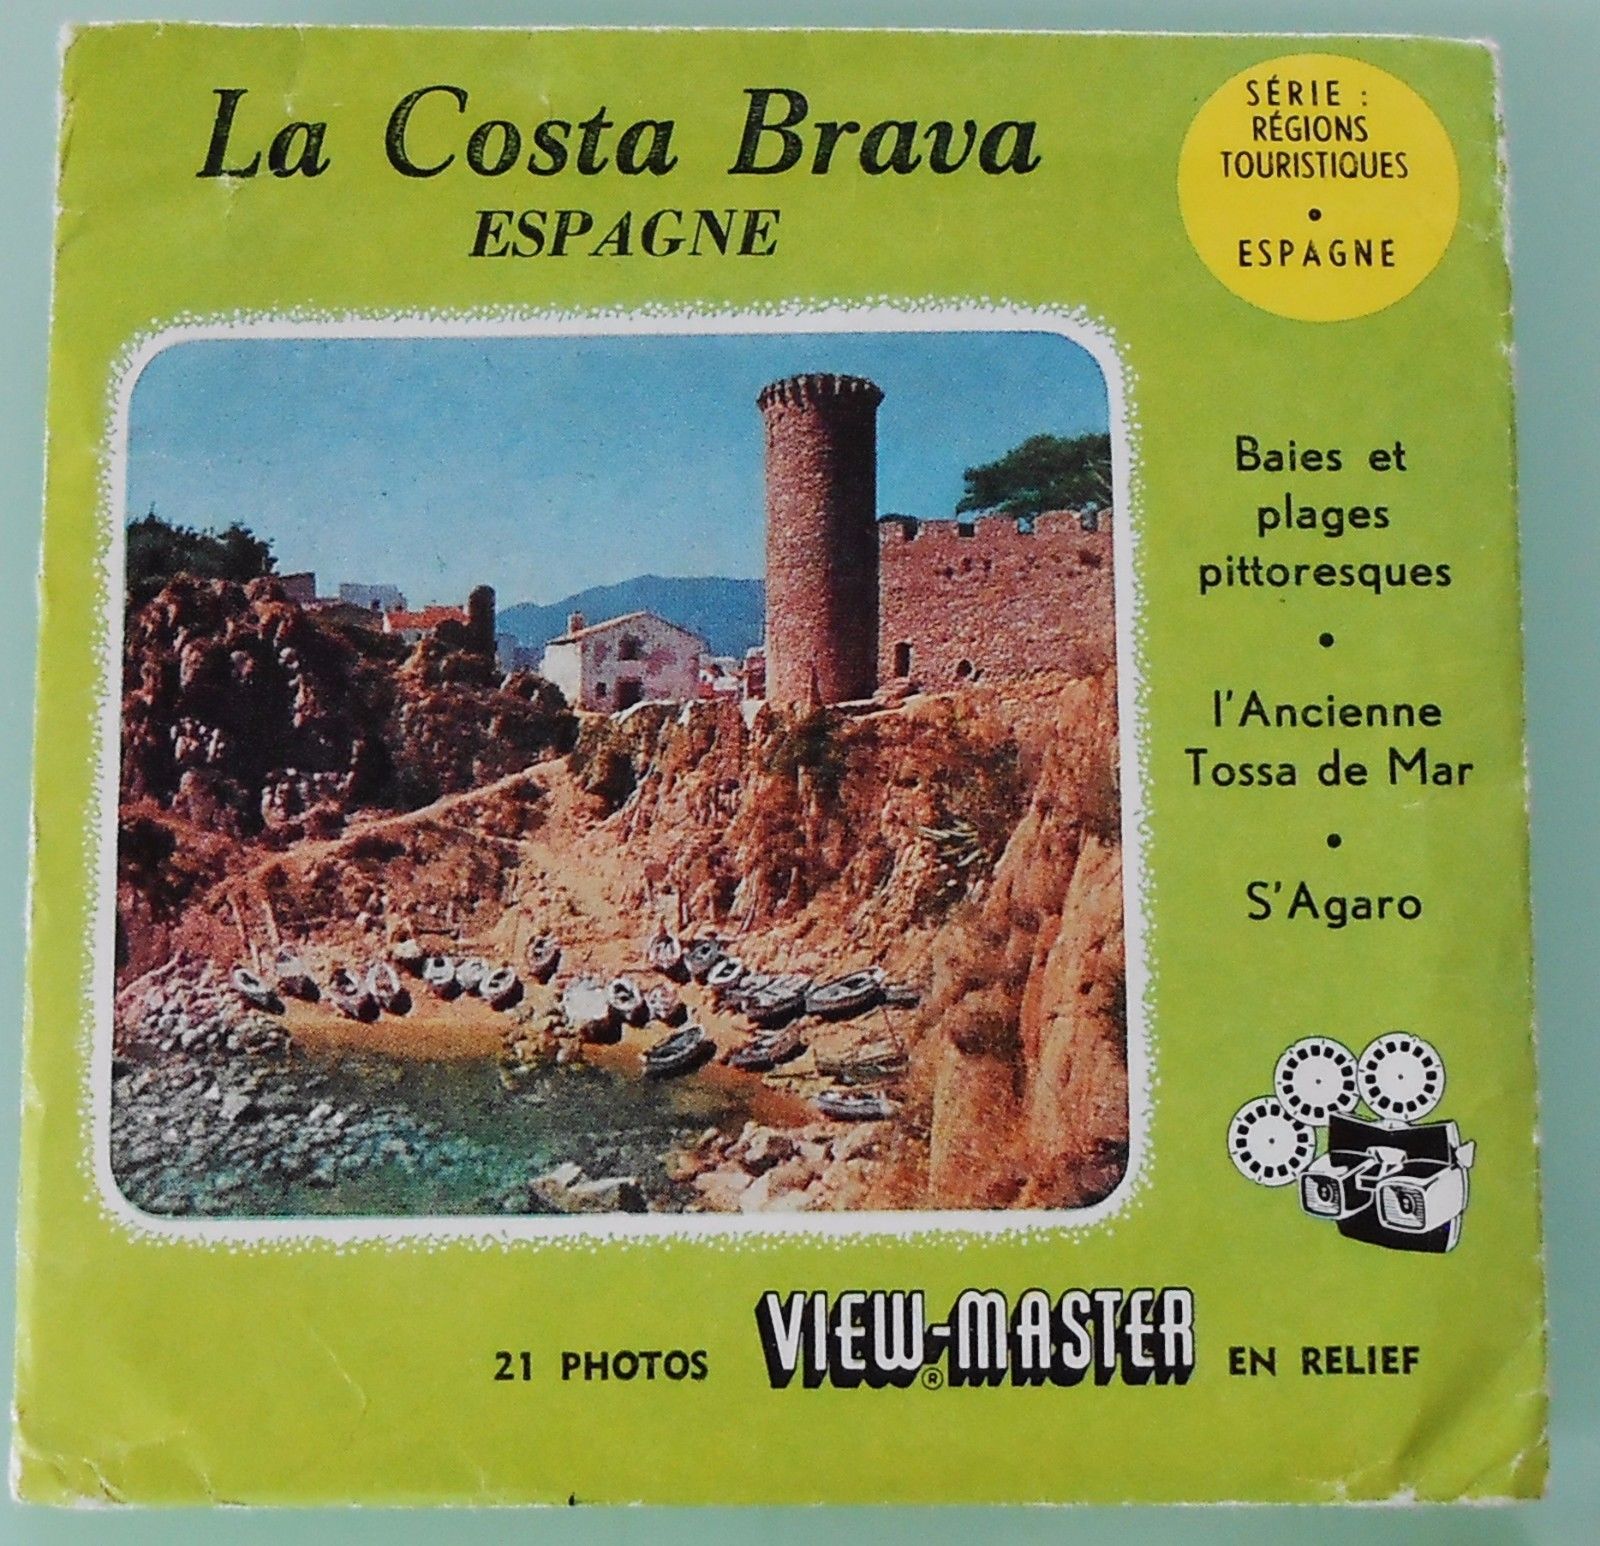 La Costa Brava
ESPAGNE
SÉRIE :
RÉGIONS
TOURISTIQUES
•
ESPAGNE
Baies et
plages
pittoresques
•
l'Ancienne
Tossa de Mar
•
S'Agaro
21 PHOTOS VIEW-MASTER® EN RELIEF